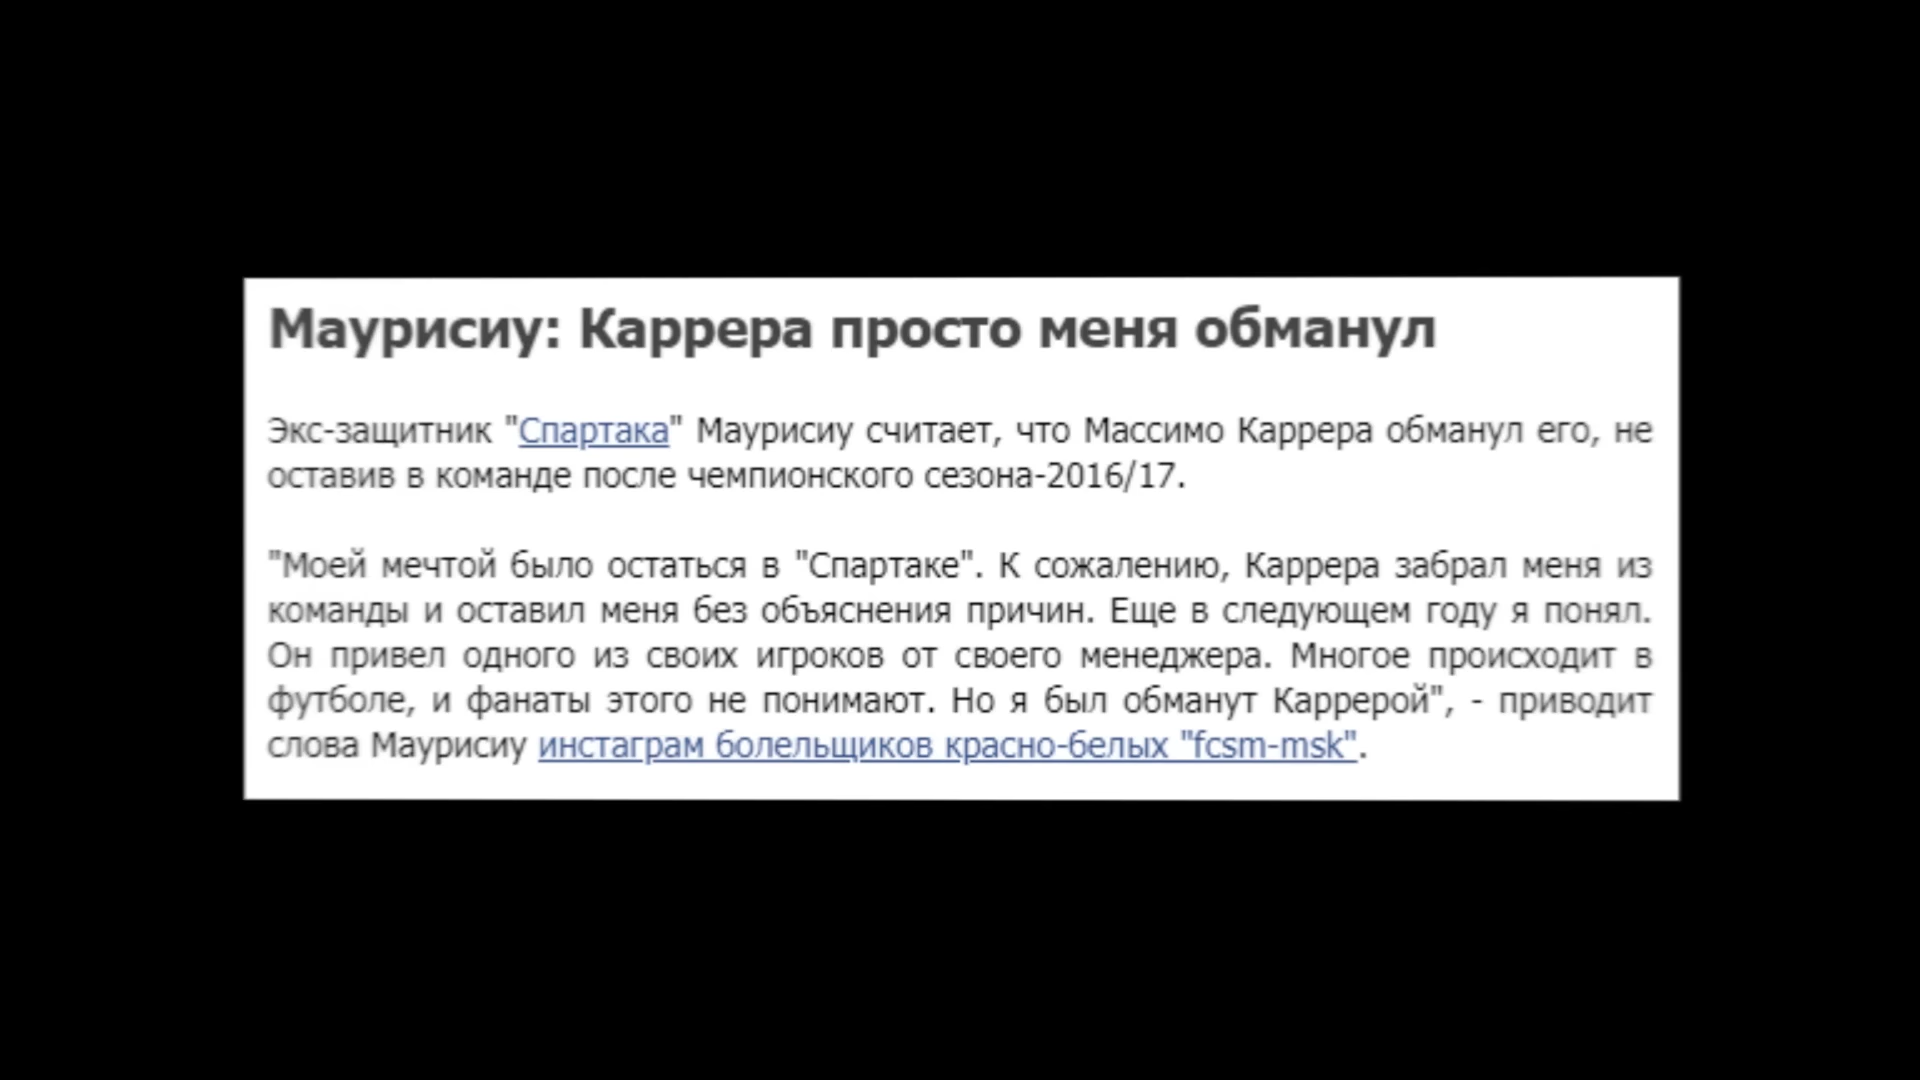 Маурисиу: Каррера просто меня обманул
Экс-защитник "Спартака" Маурисиу считает, что Массимо Каррера обманул его, не
оставив в команде после чемпионского сезона-2016/17.
"Моей мечтой было остаться в "Спартаке". К сожалению, Каррера забрал меня из
команды и оставил меня без объяснения причин. Еще в следующем году я понял.
Он привел одного из своих игроков от своего менеджера. Многое происходит в
футболе, и фанаты этого не понимают. Но я был обманут Каррерой", - приводит
слова Маурисиу инстаграм болельщиков красно-белых "fcsm-msk".